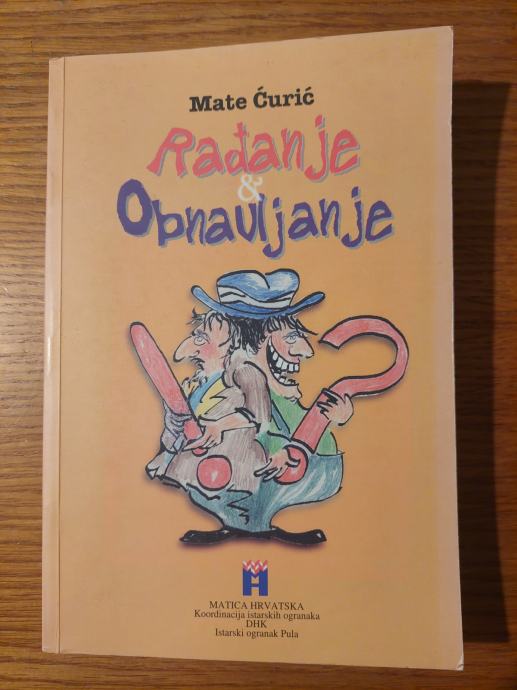 Mate Ćurić
Rađanje
&
Obnavljanje
MATICA HRVATSKA
Koordinacija istarskih ogranaka
DHK
Istarski ogranak Pula